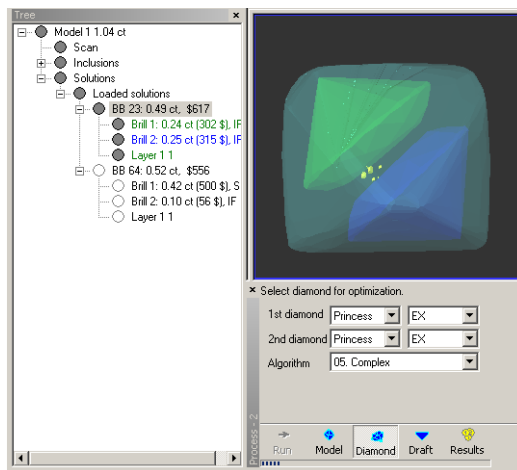 Tree
Model 1 1.04 ct
Scan
Inclusions
Solutions
Loaded solutions
BB 23: 0.49 ct, $617
Brill 1: 0.24 ct (302 $), IF
Brill 2: 0.25 ct (315 $), IF
Layer 1 1
BB 64: 0.52 ct, $556
Brill 1: 0.42 ct (500 $), S
Brill 2: 0.10 ct (56 $), IF
Layer 1 1
Select diamond for optimization.
1st diamond Princess EX
2nd diamond Princess EX
Algorithm 05. Complex
Process - 2
Run Model Diamond Draft Results